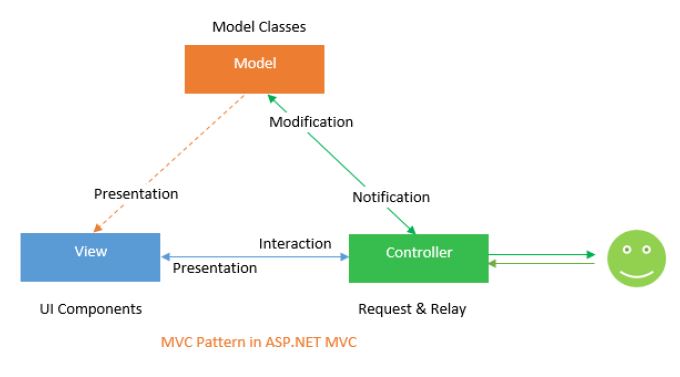 Model Classes
Model
Modification
Presentation
Notification
View
Interaction
Controller
Presentation
UI Components
Request & Relay
MVC Pattern in ASP.NET MVC